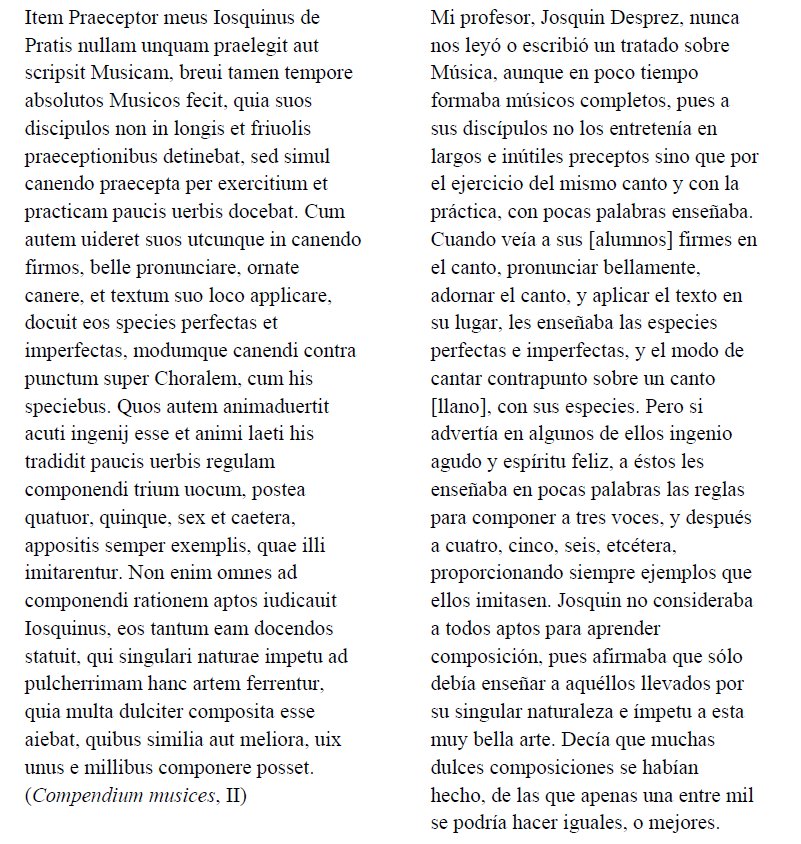 Item Praeceptor meus Iosquinus de
Pratis nullam unquam praelegit aut
scripsit Musicam, breui tamen tempore
absolutos Musicos fecit, quia suos
discipulos non in longis et friuolis
praeceptionibus detinebat, sed simul
canendo praecepta per exercitium et
practicam paucis uerbis docebat. Cum
autem uideret suos utcunque in canendo
firmos, belle pronunciare, ornate
canere, et textum suo loco applicare,
docuit eos species perfectas et
imperfectas, modumque canendi contra
punctum super Choralem, cum his
speciebus. Quos autem animaduertit
acuti ingenij esse et animi laeti his
tradidit paucis uerbis regulam
componendi trium uocum, postea
quatuor, quinque, sex et caetera,
appositis semper exemplis, quae illi
imitarentur. Non enim omnes ad
componendi rationem aptos iudicauit
Iosquinus, eos tantum eam docendos
statuit, qui singulari naturae impetu ad
pulcherrimam hanc artem ferrentur,
quia multa dulciter composita esse
aiebat, quibus similia aut meliora, uix
unus e millibus componere posset.
(Compendium musices, II)
Mi profesor, Josquin Desprez, nunca
nos leyó o escribió un tratado sobre
Música, aunque en poco tiempo
formaba músicos completos, pues a
sus discípulos no los entretenía en
largos e inútiles preceptos sino que por
el ejercicio del mismo canto y con la
práctica, con pocas palabras enseñaba.
Cuando veía a sus [alumnos] firmes en
el canto, pronunciar bellamente,
adornar el canto, y aplicar el texto en
su lugar, les enseñaba las especies
perfectas e imperfectas, y el modo de
cantar contrapunto sobre un canto
[llano], con sus especies. Pero si
advertía en algunos de ellos ingenio
agudo y espíritu feliz, a éstos les
enseñaba en pocas palabras las reglas
para componer a tres voces, y después
a cuatro, cinco, seis, etcétera,
proporcionando siempre ejemplos que
ellos imitasen. Josquin no consideraba
a todos aptos para aprender
composición, pues afirmaba que sólo
debía enseñar a aquéllos llevados por
su singular naturaleza e ímpetu a esta
muy bella arte. Decía que muchas
dulces composiciones se habían
hecho, de las que apenas una entre mil
se podría hacer iguales, o mejores.